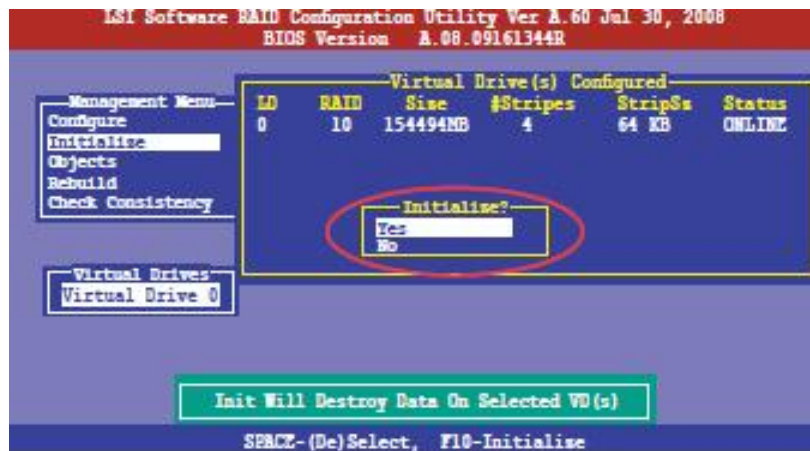 LSI Software RAID Configuration Utility Ver A.60 Jul 30, 2008
BIOS Version A.08.09161344R
Management Menu
Configure
Initialize
Objects
Rebuild
Check Consistency
Virtual Drive(s) Configured
LD RAID Size #Stripes StripSz Status
0 10 154494MB 4 64 KB ONLINE
Initialize?
Yes
No
Virtual Drives
Virtual Drive 0
Init Will Destroy Data On Selected VD(s)
SPACE-(De)Select, F10-Initialize